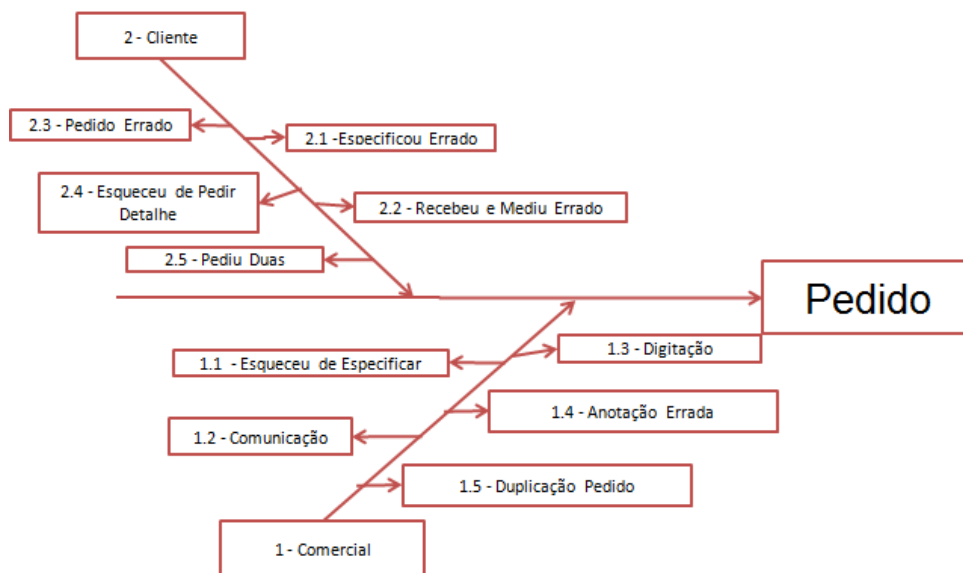 2 - Cliente
2.3 - Pedido Errado
2.1 -Especificou Errado
2.4 - Esqueceu de Pedir
Detalhe
2.2 - Recebeu e Mediu Errado
2.5 - Pediu Duas
Pedido
1.1 - Esqueceu de Especificar
1.3 - Digitação
1.4 - Anotação Errada
1.2 - Comunicação
1.5 - Duplicação Pedido
1 - Comercial